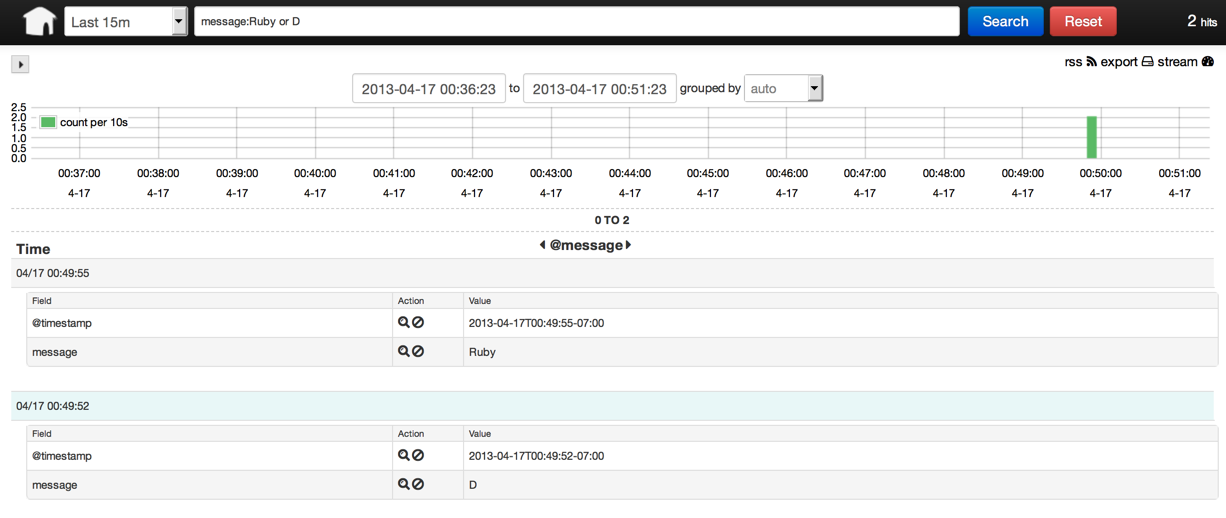 Last 15m message:Ruby or D Search Reset 2 hits
rss export stream
2013-04-17 00:36:23 to 2013-04-17 00:51:23 grouped by auto
2.5
2.0
1.5
1.0
0.5
0.0
count per 10s
00:37:00 00:38:00 00:39:00 00:40:00 00:41:00 00:42:00 00:43:00 00:44:00 00:45:00 00:46:00 00:47:00 00:48:00 00:49:00 00:50:00 00:51:00
4-17 4-17 4-17 4-17 4-17 4-17 4-17 4-17 4-17 4-17 4-17 4-17 4-17 4-17 4-17
0 TO 2
Time @message
04/17 00:49:55
Field Action Value
@timestamp 2013-04-17T00:49:55-07:00
message Ruby
04/17 00:49:52
Field Action Value
@timestamp 2013-04-17T00:49:52-07:00
message D